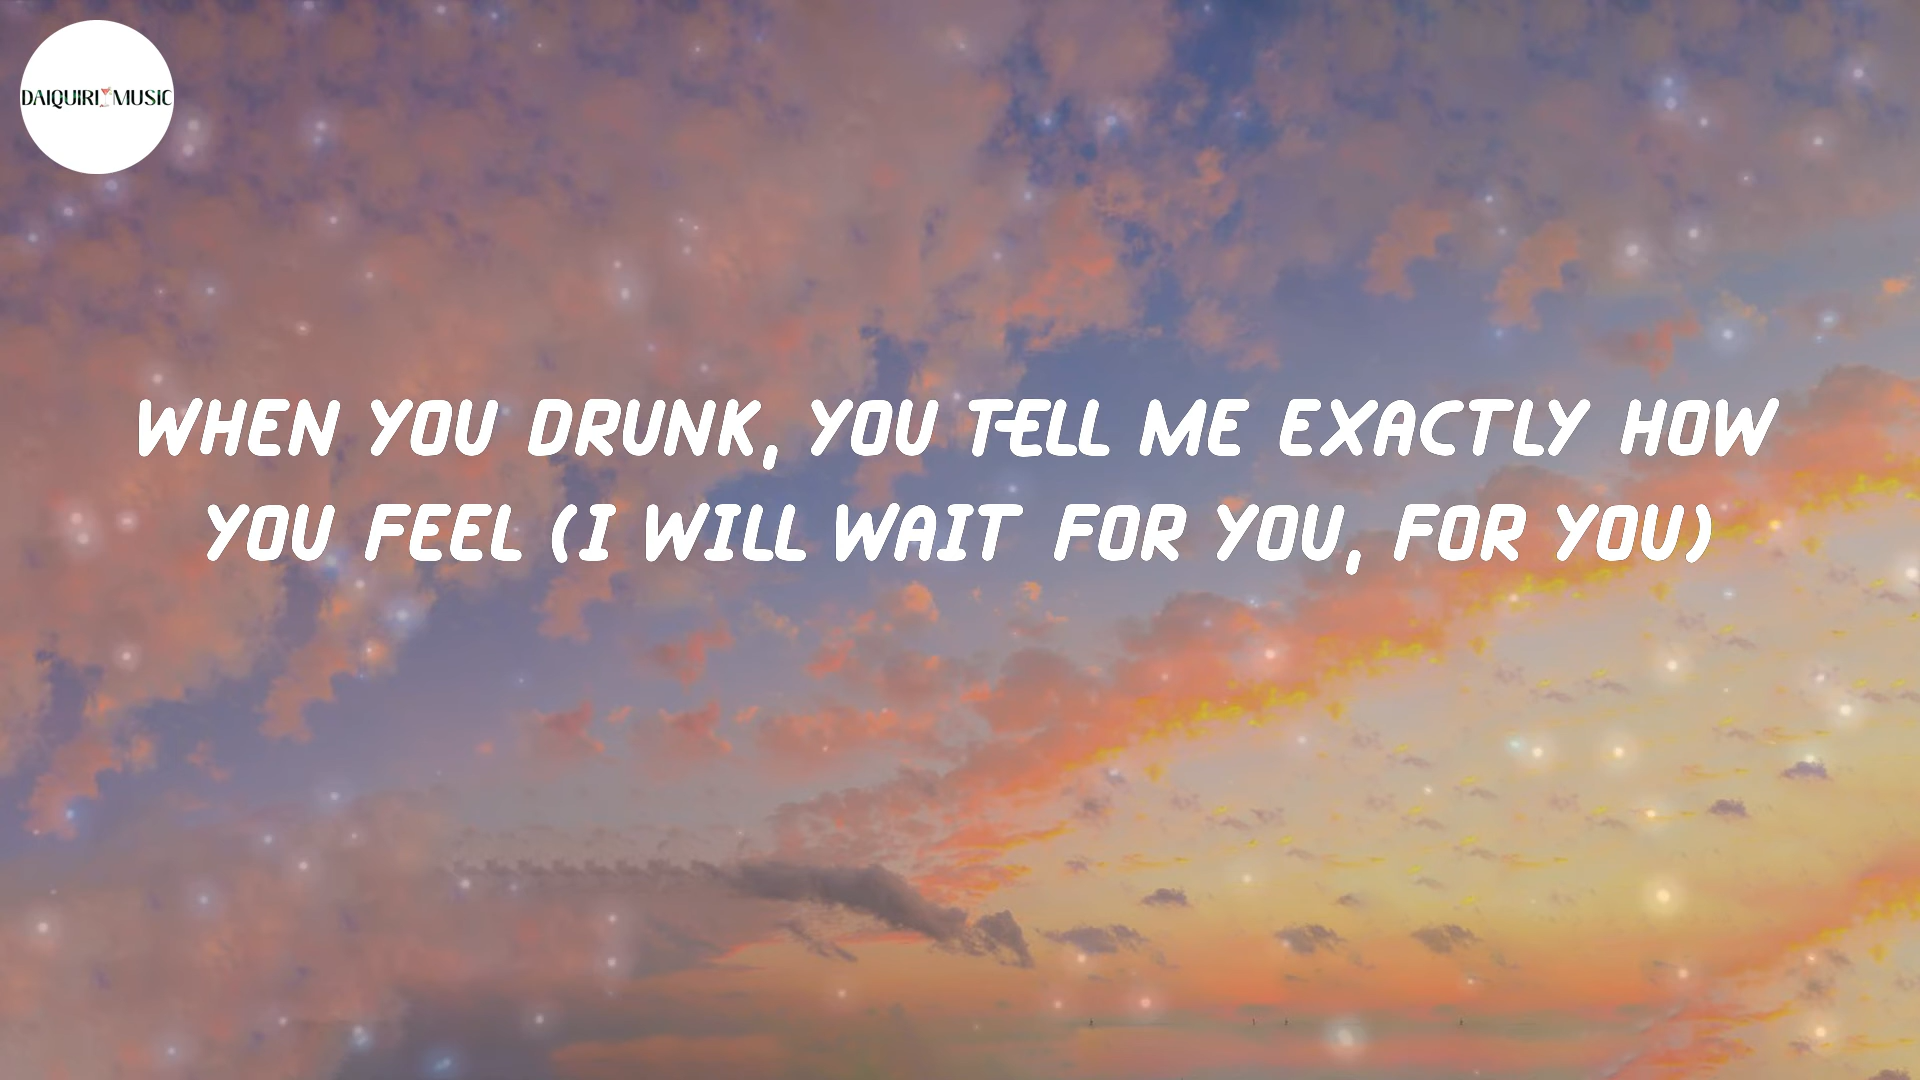 DAIQUIRI MUSIC
WHEN YOU DRUNK, YOU TELL ME EXACTLY HOW
YOU FEEL (I WILL WAIT FOR YOU, FOR YOU)